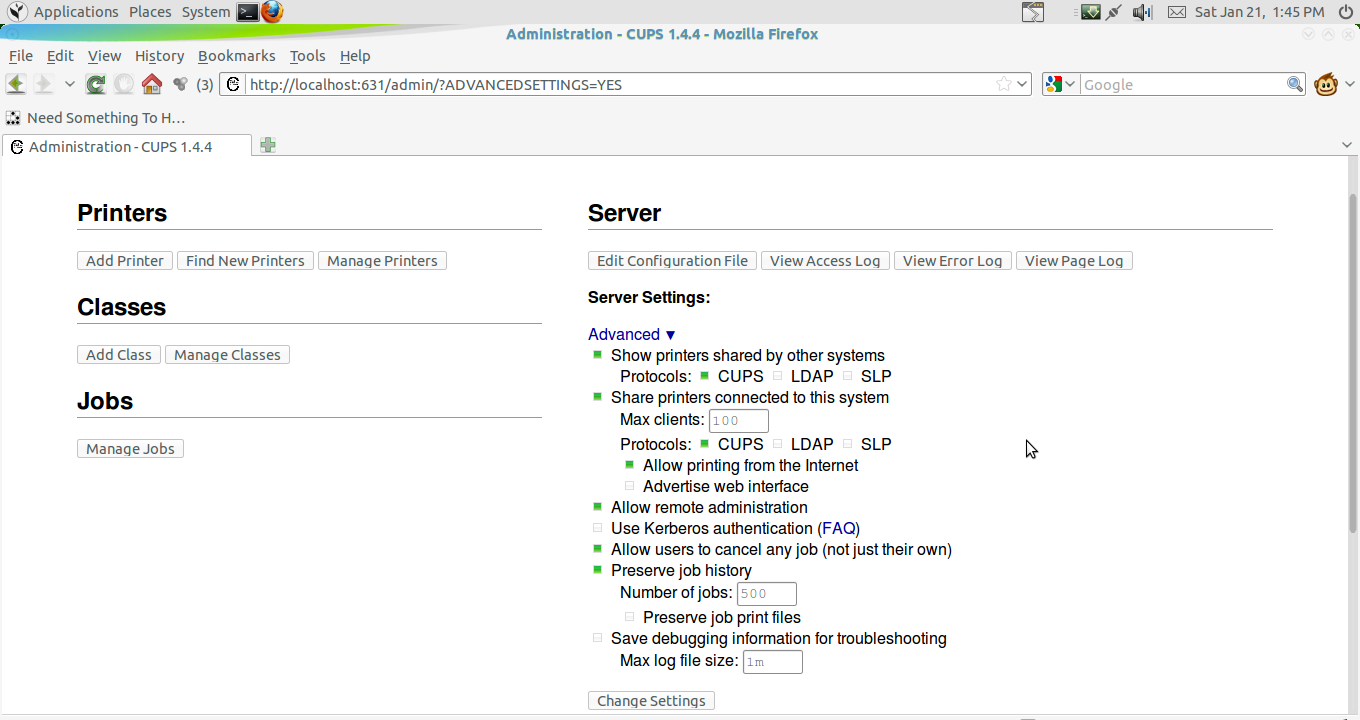 Applications Places System Sat Jan 21, 1:45 PM
Administration - CUPS 1.4.4 - Mozilla Firefox
File Edit View History Bookmarks Tools Help
(3) http://localhost:631/admin/?ADVANCEDSETTINGS=YES Google
Need Something To H...
Administration - CUPS 1.4.4
Printers
Add Printer Find New Printers Manage Printers
Classes
Add Class Manage Classes
Jobs
Manage Jobs
Server
Edit Configuration File View Access Log View Error Log View Page Log
Server Settings:
Advanced ▼
Show printers shared by other systems
Protocols: CUPS LDAP SLP
Share printers connected to this system
Max clients: 100
Protocols: CUPS LDAP SLP
Allow printing from the Internet
Advertise web interface
Allow remote administration
Use Kerberos authentication (FAQ)
Allow users to cancel any job (not just their own)
Preserve job history
Number of jobs: 500
Preserve job print files
Save debugging information for troubleshooting
Max log file size: 1m
Change Settings